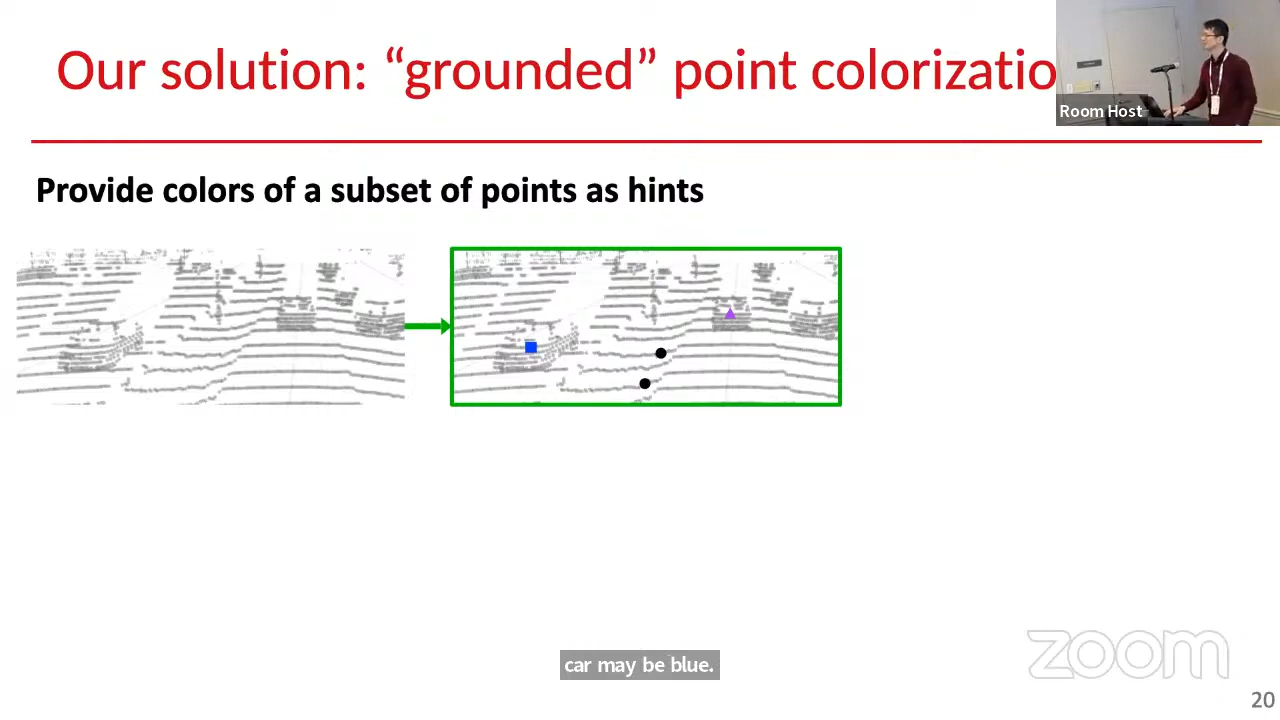 Our solution: “grounded” point colorizatio
Room Host
Provide colors of a subset of points as hints
car may be blue.
zoom
20